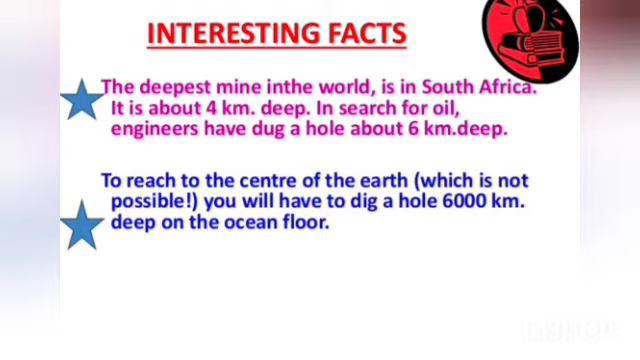 INTERESTING FACTS
The deepest mine inthe world, is in South Africa.
It is about 4 km. deep. In search for oil,
engineers have dug a hole about 6 km.deep.
To reach to the centre of the earth (which is not
possible!) you will have to dig a hole 6000 km.
deep on the ocean floor.